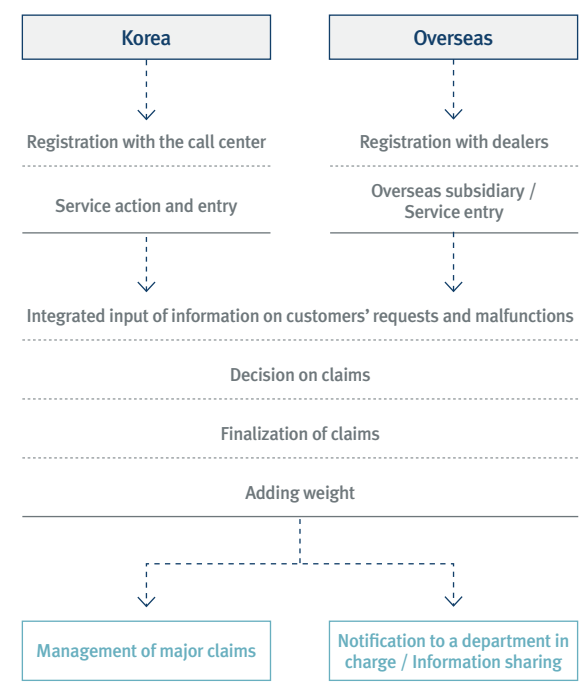 Korea
Overseas
Registration with the call center
Registration with dealers
Service action and entry
Overseas subsidiary /
Service entry
Integrated input of information on customers’ requests and malfunctions
Decision on claims
Finalization of claims
Adding weight
Management of major claims
Notification to a department in
charge / Information sharing